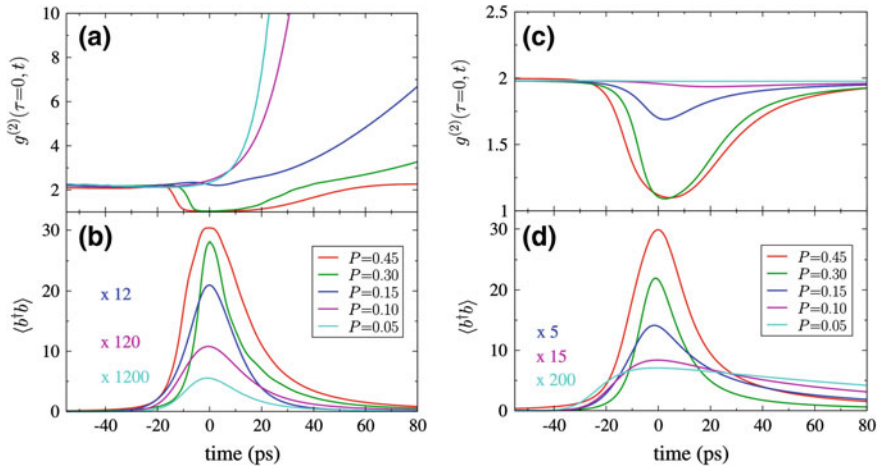 (a)
10
8
6
4
2
g^{(2)}(τ=0, t)
(b)
30
20
10
0
⟨b†b⟩
x 12
x 120
x 1200
P=0.45
P=0.30
P=0.15
P=0.10
P=0.05
-40 -20 0 20 40 60 80
time (ps)
(c)
2.5
2
1.5
1
g^{(2)}(τ=0, t)
(d)
30
20
10
0
⟨b†b⟩
x 5
x 15
x 200
P=0.45
P=0.30
P=0.15
P=0.10
P=0.05
-40 -20 0 20 40 60 80
time (ps)